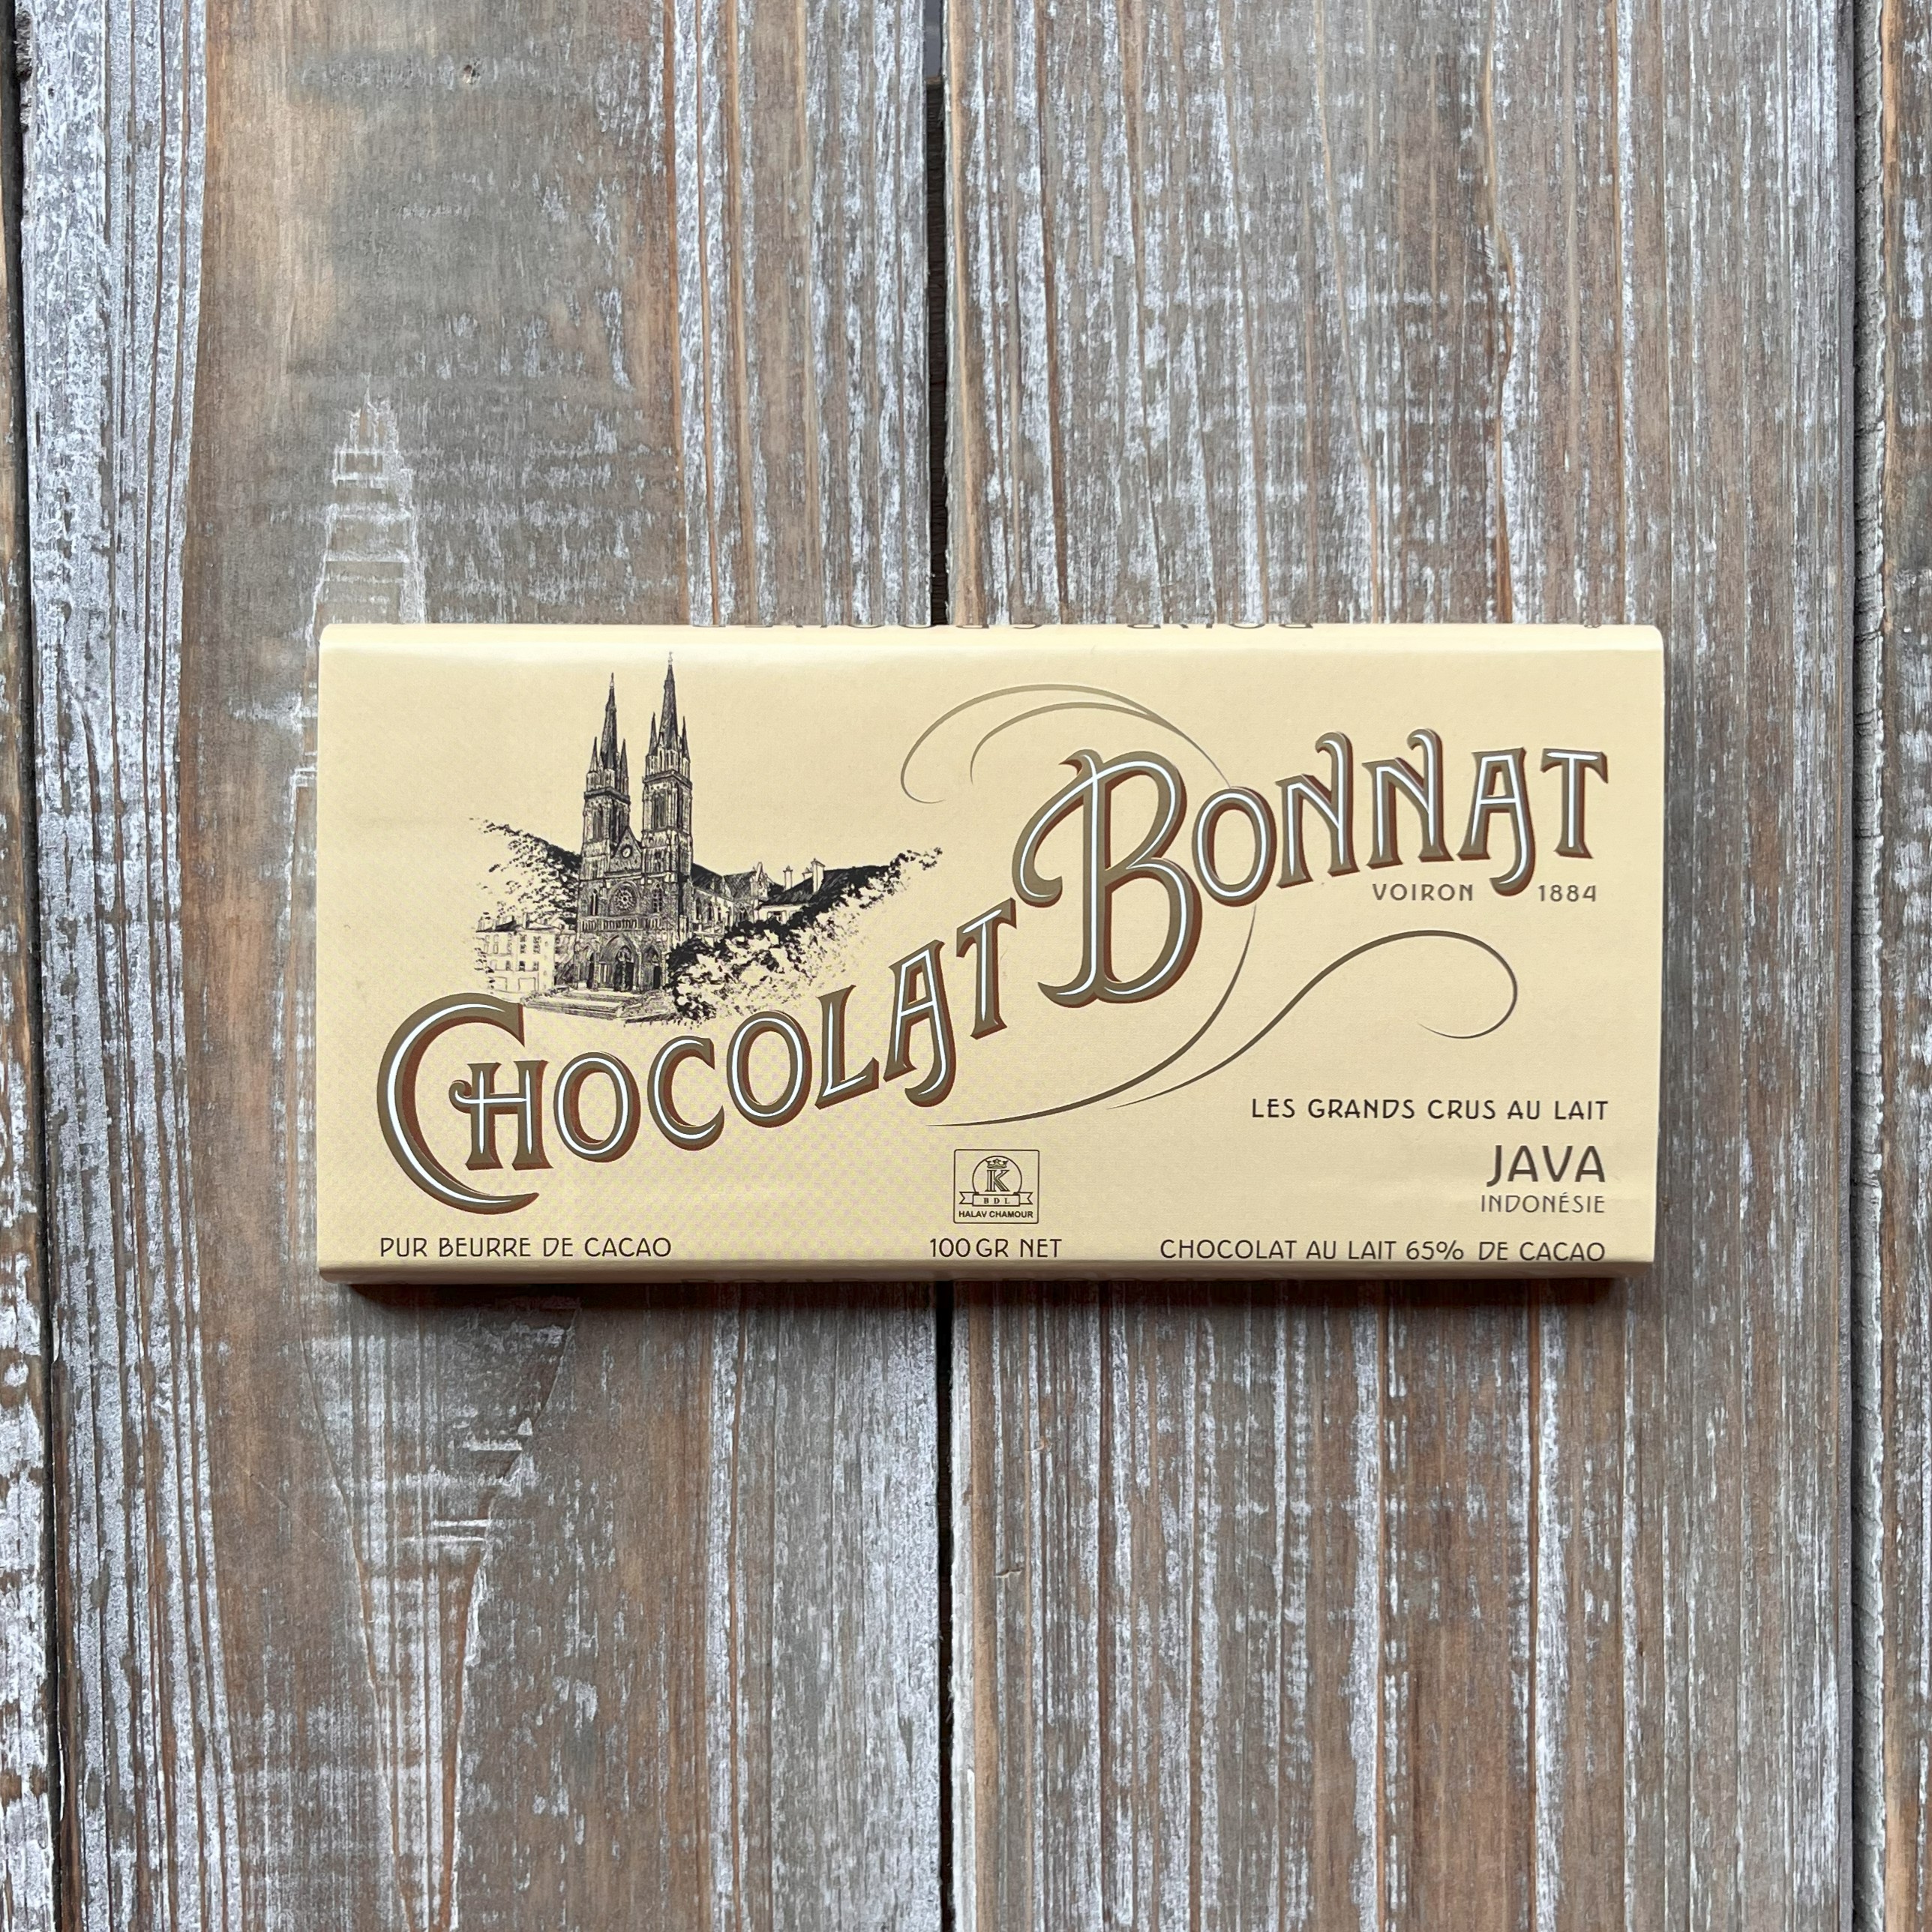 CHOCOLAT BONNAT
VOIRON 1884
LES GRANDS CRUS AU LAIT
JAVA
INDONÉSIE
K
BDL
HALAV CHAMOUR
PUR BEURRE DE CACAO
100 GR NET
CHOCOLAT AU LAIT 65% DE CACAO